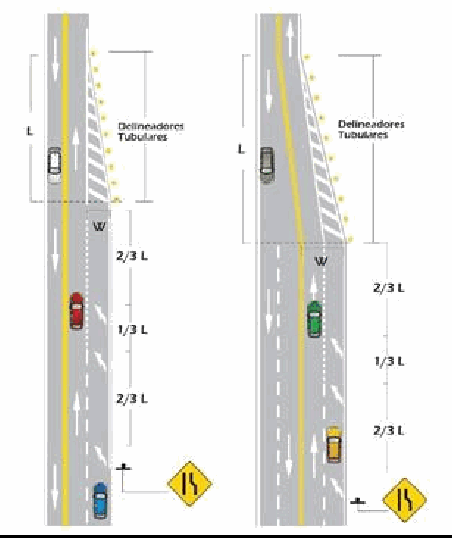 L
Delineadores
Tubulares
W
2/3 L
1/3 L
2/3 L
L
Delineadores
Tubulares
W
2/3 L
1/3 L
2/3 L